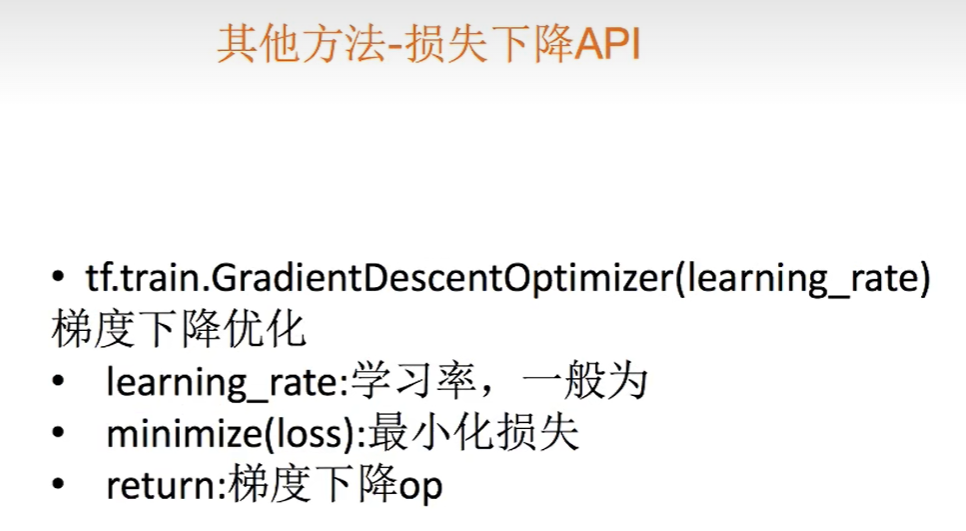 其他方法-损失下降API
• tf.train.GradientDescentOptimizer(learning_rate)
梯度下降优化
• learning_rate:学习率，一般为
• minimize(loss):最小化损失
• return:梯度下降op